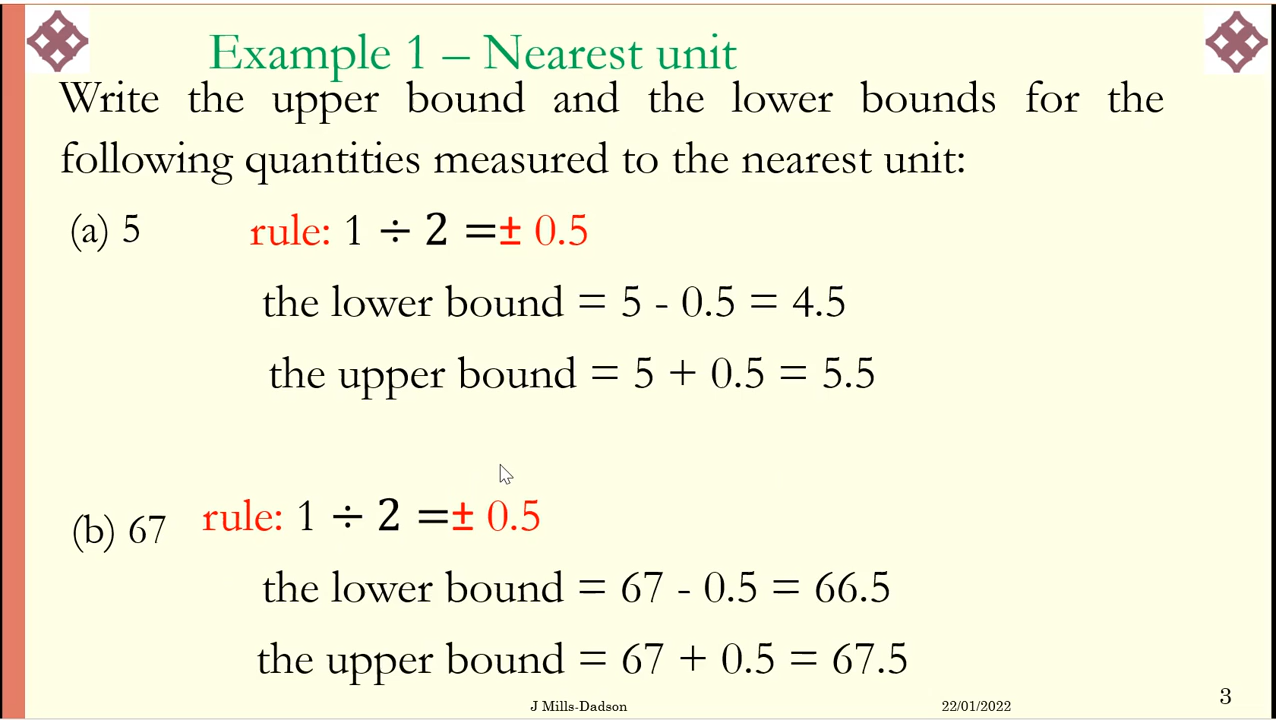 Example 1 – Nearest unit
Write the upper bound and the lower bounds for the
following quantities measured to the nearest unit:
(a) 5 rule: 1 ÷ 2 =± 0.5
the lower bound = 5 - 0.5 = 4.5
the upper bound = 5 + 0.5 = 5.5
(b) 67 rule: 1 ÷ 2 =± 0.5
the lower bound = 67 - 0.5 = 66.5
the upper bound = 67 + 0.5 = 67.5
J Mills-Dadson 22/01/2022 3